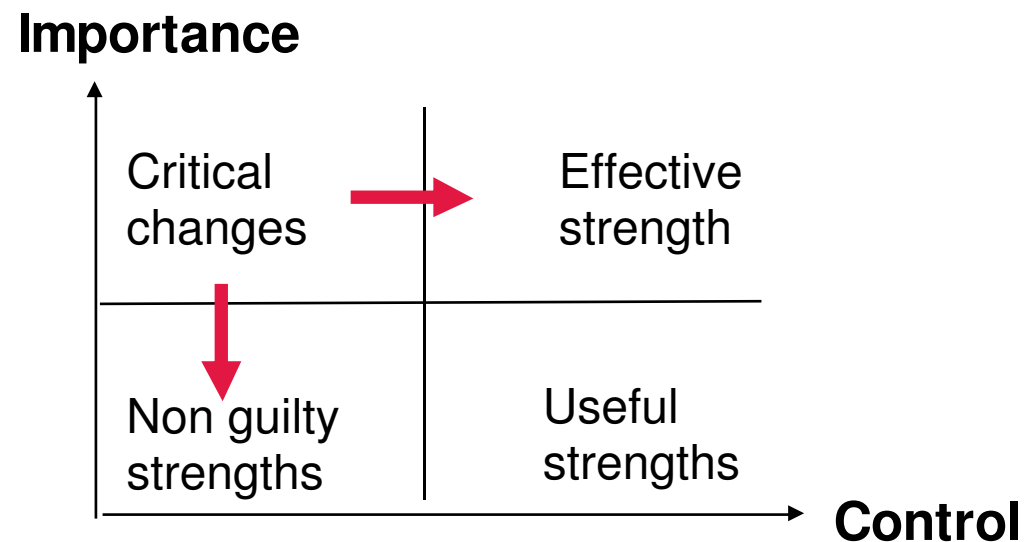 Importance
Critical
changes
Effective
strength
Non guilty
strengths
Useful
strengths
Control